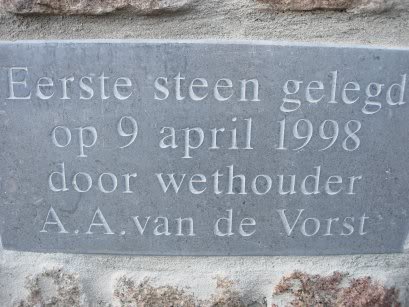 Eerste steen gelegd
op 9 april 1998
door wethouder
A.A.van de Vorst